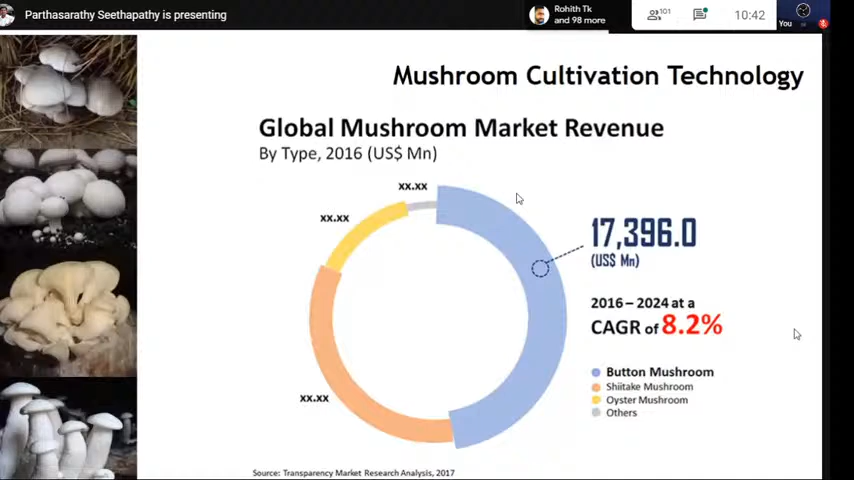 Parthasarathy Seethapathy is presenting
Rohith Tk
and 98 more
101
10:42
You
Mushroom Cultivation Technology
Global Mushroom Market Revenue
By Type, 2016 (US$ Mn)
xx.xx
xx.xx
17,396.0
(US$ Mn)
2016 – 2024 at a
CAGR of 8.2%
Button Mushroom
Shiitake Mushroom
xx.xx
Oyster Mushroom
Others
Source: Transparency Market Research Analysis, 2017